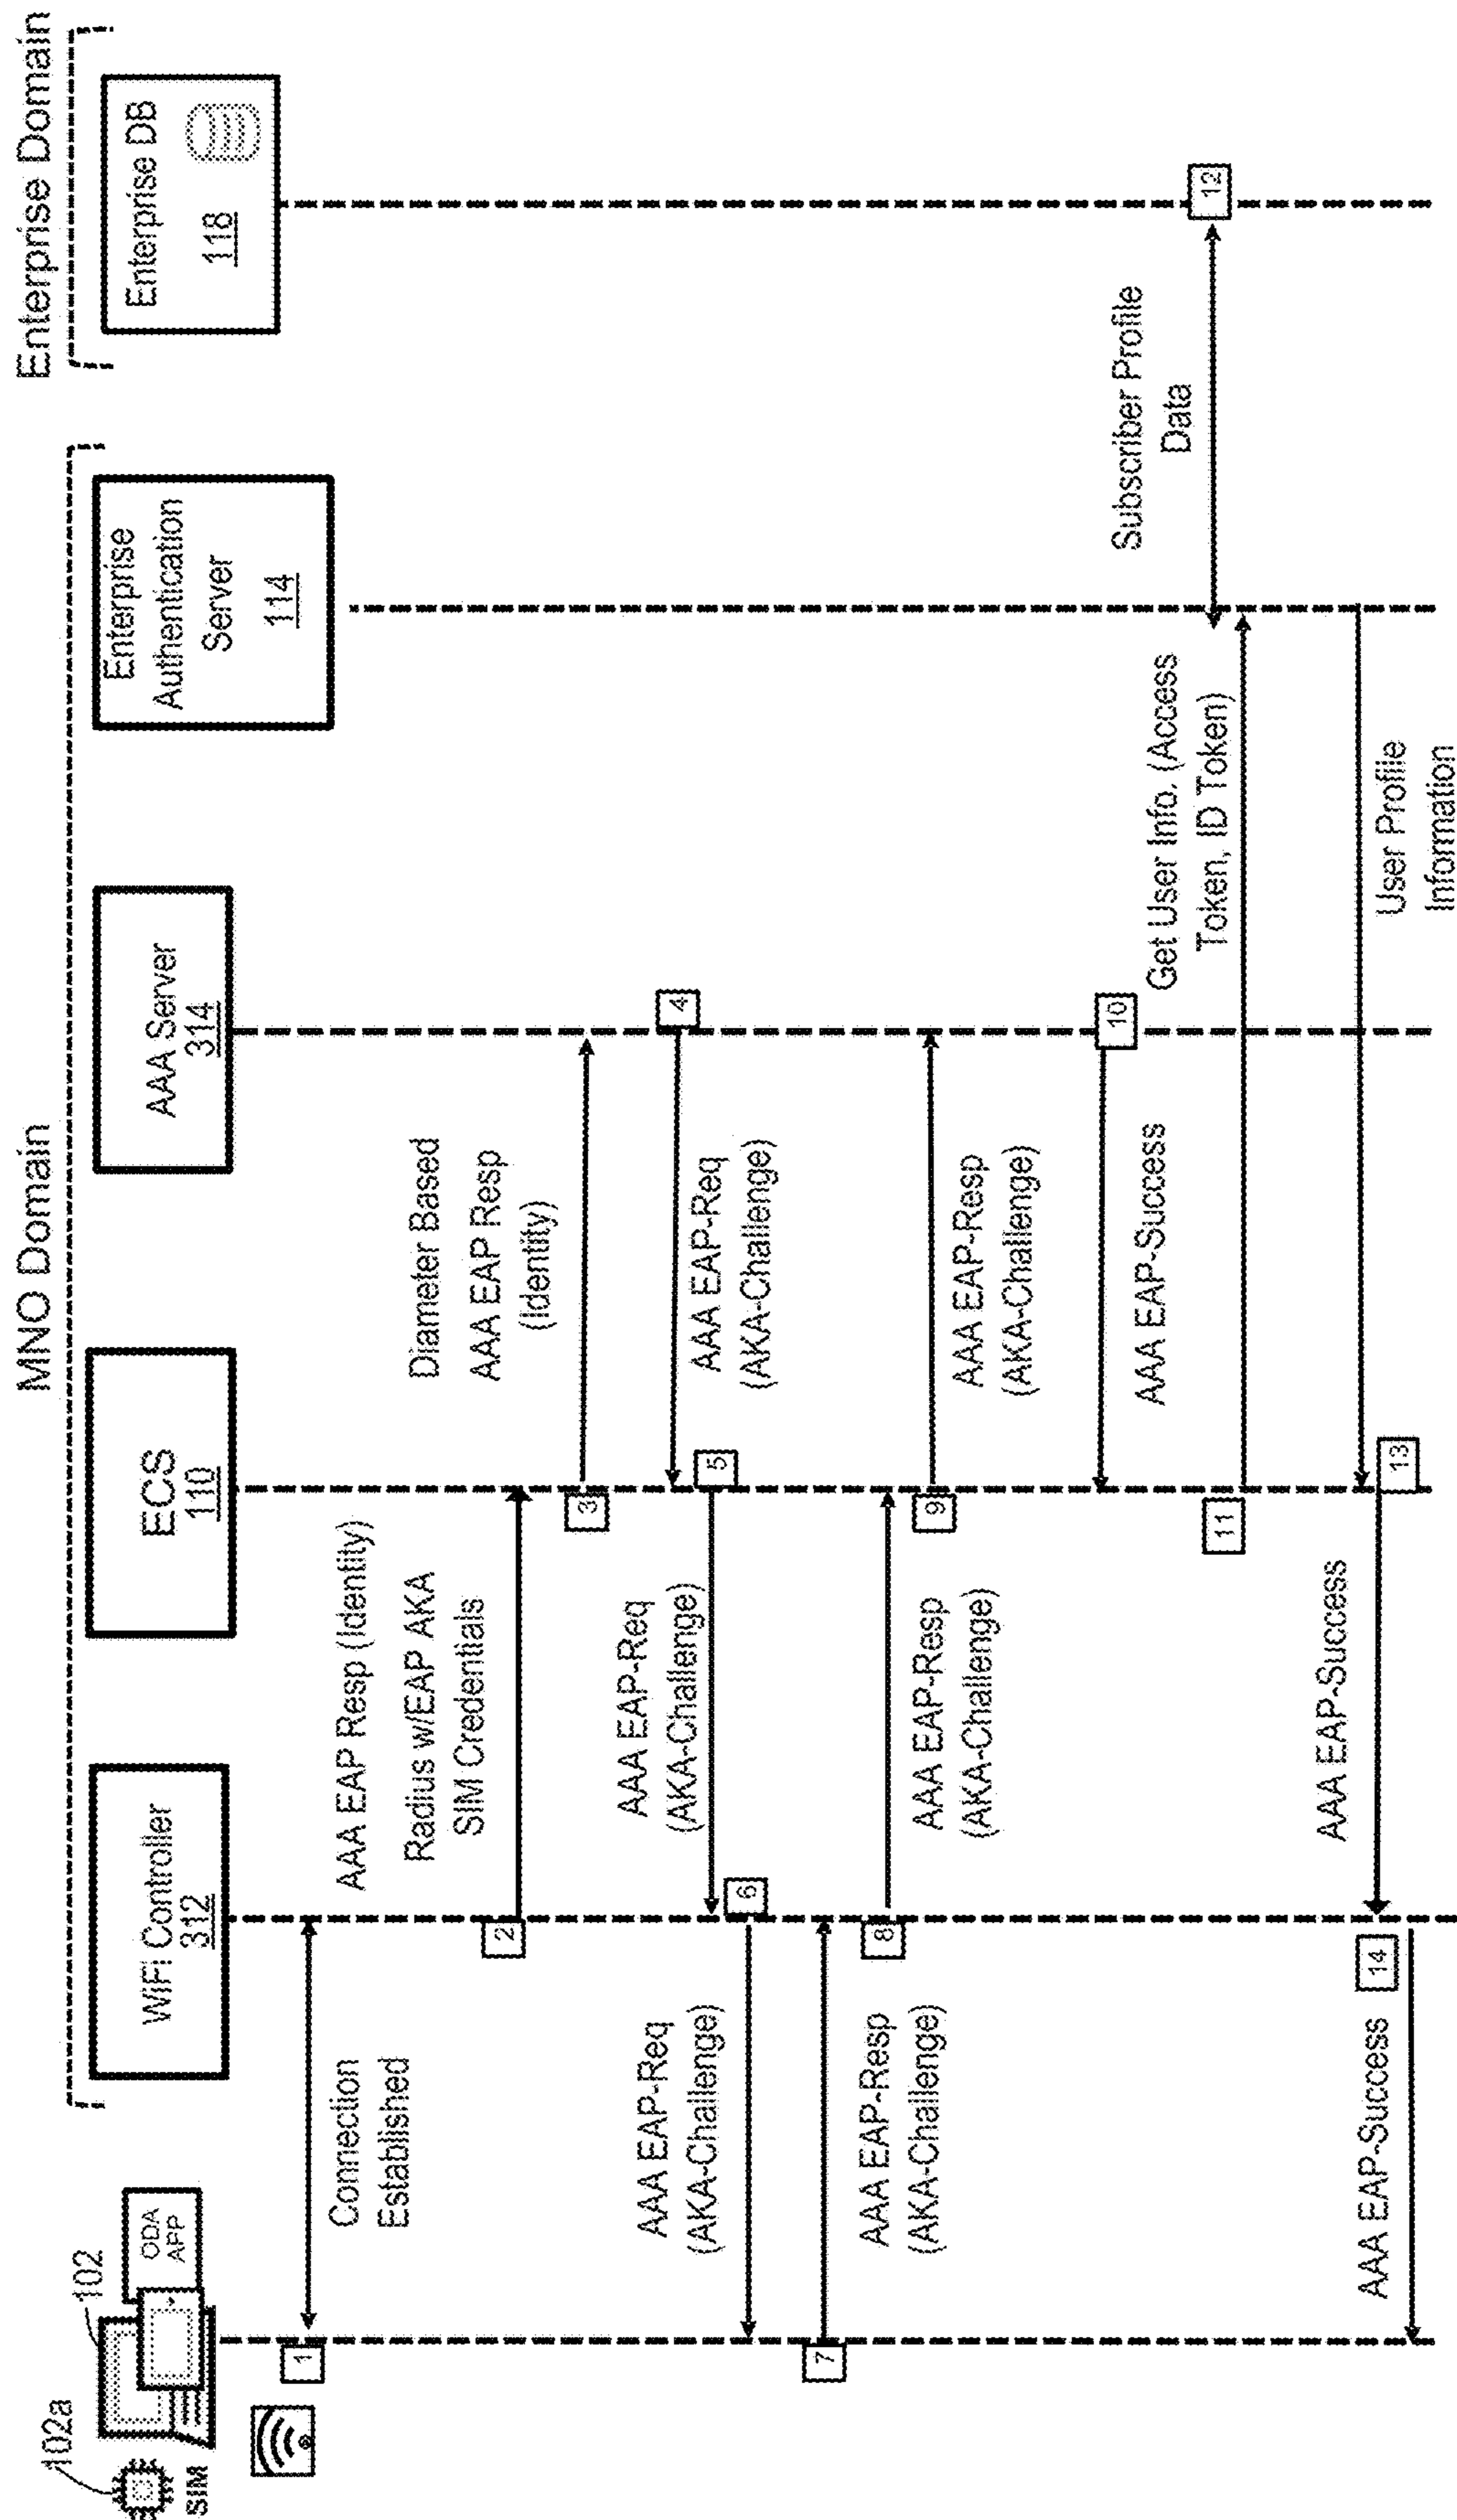 MNO Domain
Enterprise Domain
102a
SIM
102
ODA
APP
WiFi Controller
312
ECS
110
AAA Server
314
Enterprise
Authentication
Server
114
Enterprise DB
118
1
Connection
Established
2
AAA EAP Resp (Identity)
Radius w/EAP AKA
SIM Credentials
3
Diameter Based
AAA EAP Resp
(Identity)
4
AAA EAP-Req
(AKA-Challenge)
5
AAA EAP-Req
(AKA-Challenge)
6
AAA EAP-Req
(AKA-Challenge)
7
AAA EAP-Resp
(AKA-Challenge)
8
AAA EAP-Resp
(AKA-Challenge)
9
AAA EAP-Resp
(AKA-Challenge)
10
AAA EAP-Success
11
Get User Info. (Access
Token, ID Token)
12
Subscriber Profile
Data
User Profile
Information
13
AAA EAP-Success
14
AAA EAP-Success